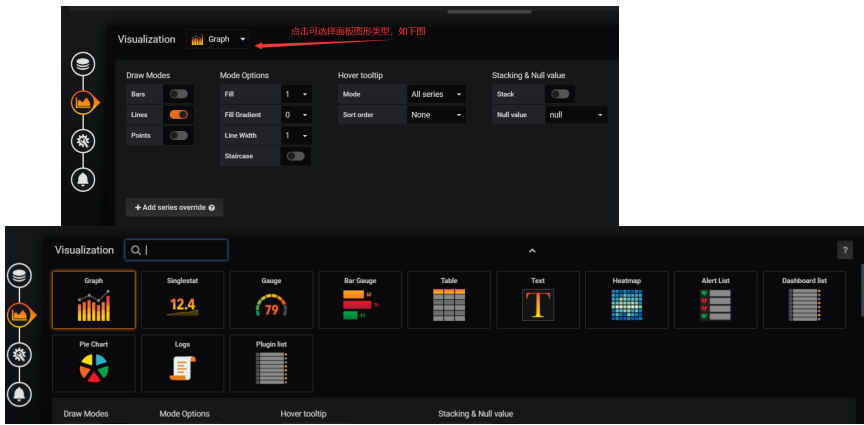 Visualization Graph
点击可选择面板图形类型，如下图
Draw Modes Mode Options Hover tooltip Stacking & Null value
Bars Fill 1 Mode All series Stack
Lines Fill Gradient 0 Sort order None Null value null
Points Line Width 1
Staircase
+ Add series override
Visualization ?
Graph Singlestat Gauge Bar Gauge Table Text Heatmap Alert List Dashboard list
12.4 79 T
Pie Chart Logs Plugin list
Draw Modes Mode Options Hover tooltip Stacking & Null value